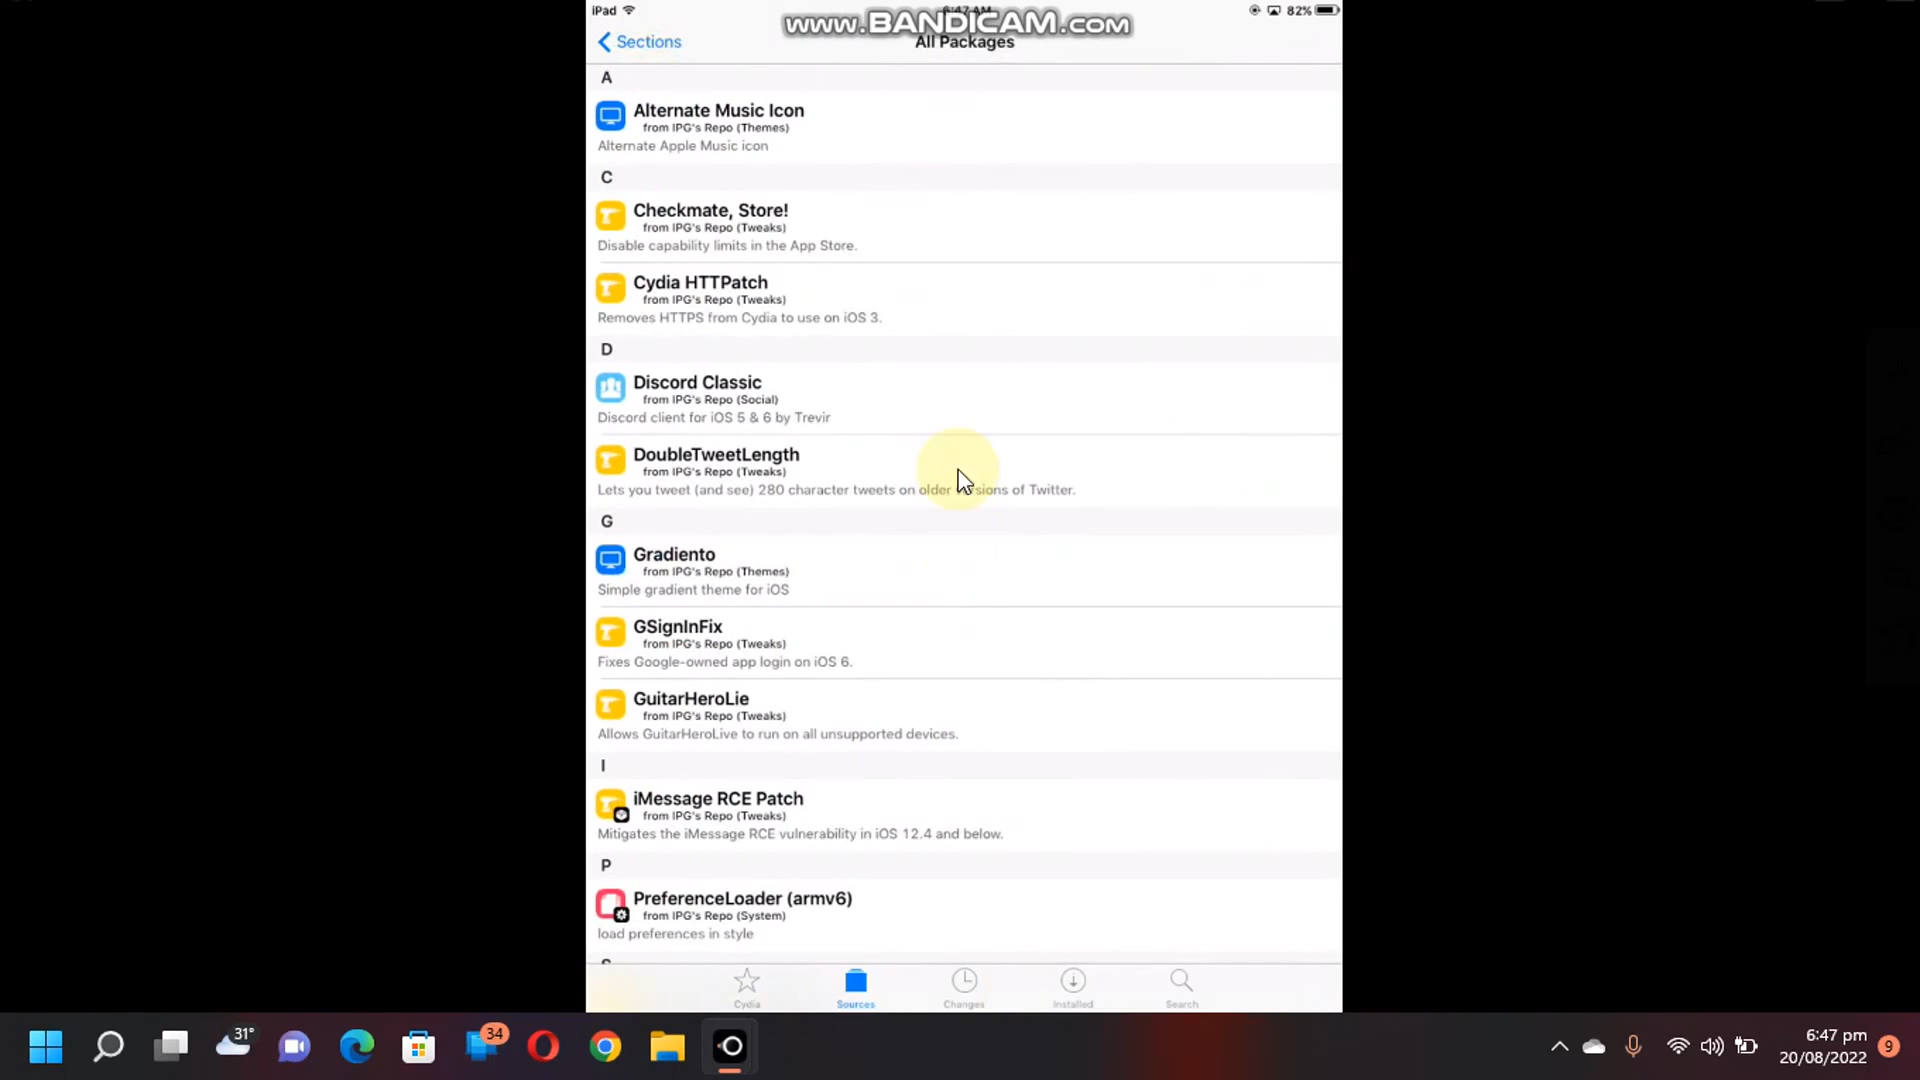 iPad
6:47 AM
82%
www.BANDICAM.com
Sections
All Packages
A
Alternate Music Icon
from IPG's Repo (Themes)
Alternate Apple Music icon
C
Checkmate, Store!
from IPG's Repo (Tweaks)
Disable capability limits in the App Store.
Cydia HTTPatch
from IPG's Repo (Tweaks)
Removes HTTPS from Cydia to use on iOS 3.
D
Discord Classic
from IPG's Repo (Social)
Discord client for iOS 5 & 6 by Trevir
DoubleTweetLength
from IPG's Repo (Tweaks)
Lets you tweet (and see) 280 character tweets on older versions of Twitter.
G
Gradiento
from IPG's Repo (Themes)
Simple gradient theme for iOS
GSignInFix
from IPG's Repo (Tweaks)
Fixes Google-owned app login on iOS 6.
GuitarHeroLie
from IPG's Repo (Tweaks)
Allows GuitarHeroLive to run on all unsupported devices.
I
iMessage RCE Patch
from IPG's Repo (Tweaks)
Mitigates the iMessage RCE vulnerability in iOS 12.4 and below.
P
PreferenceLoader (armv6)
from IPG's Repo (System)
load preferences in style
Cydia
Sources
Changes
Installed
Search
31°
34
6:47 pm
20/08/2022
9